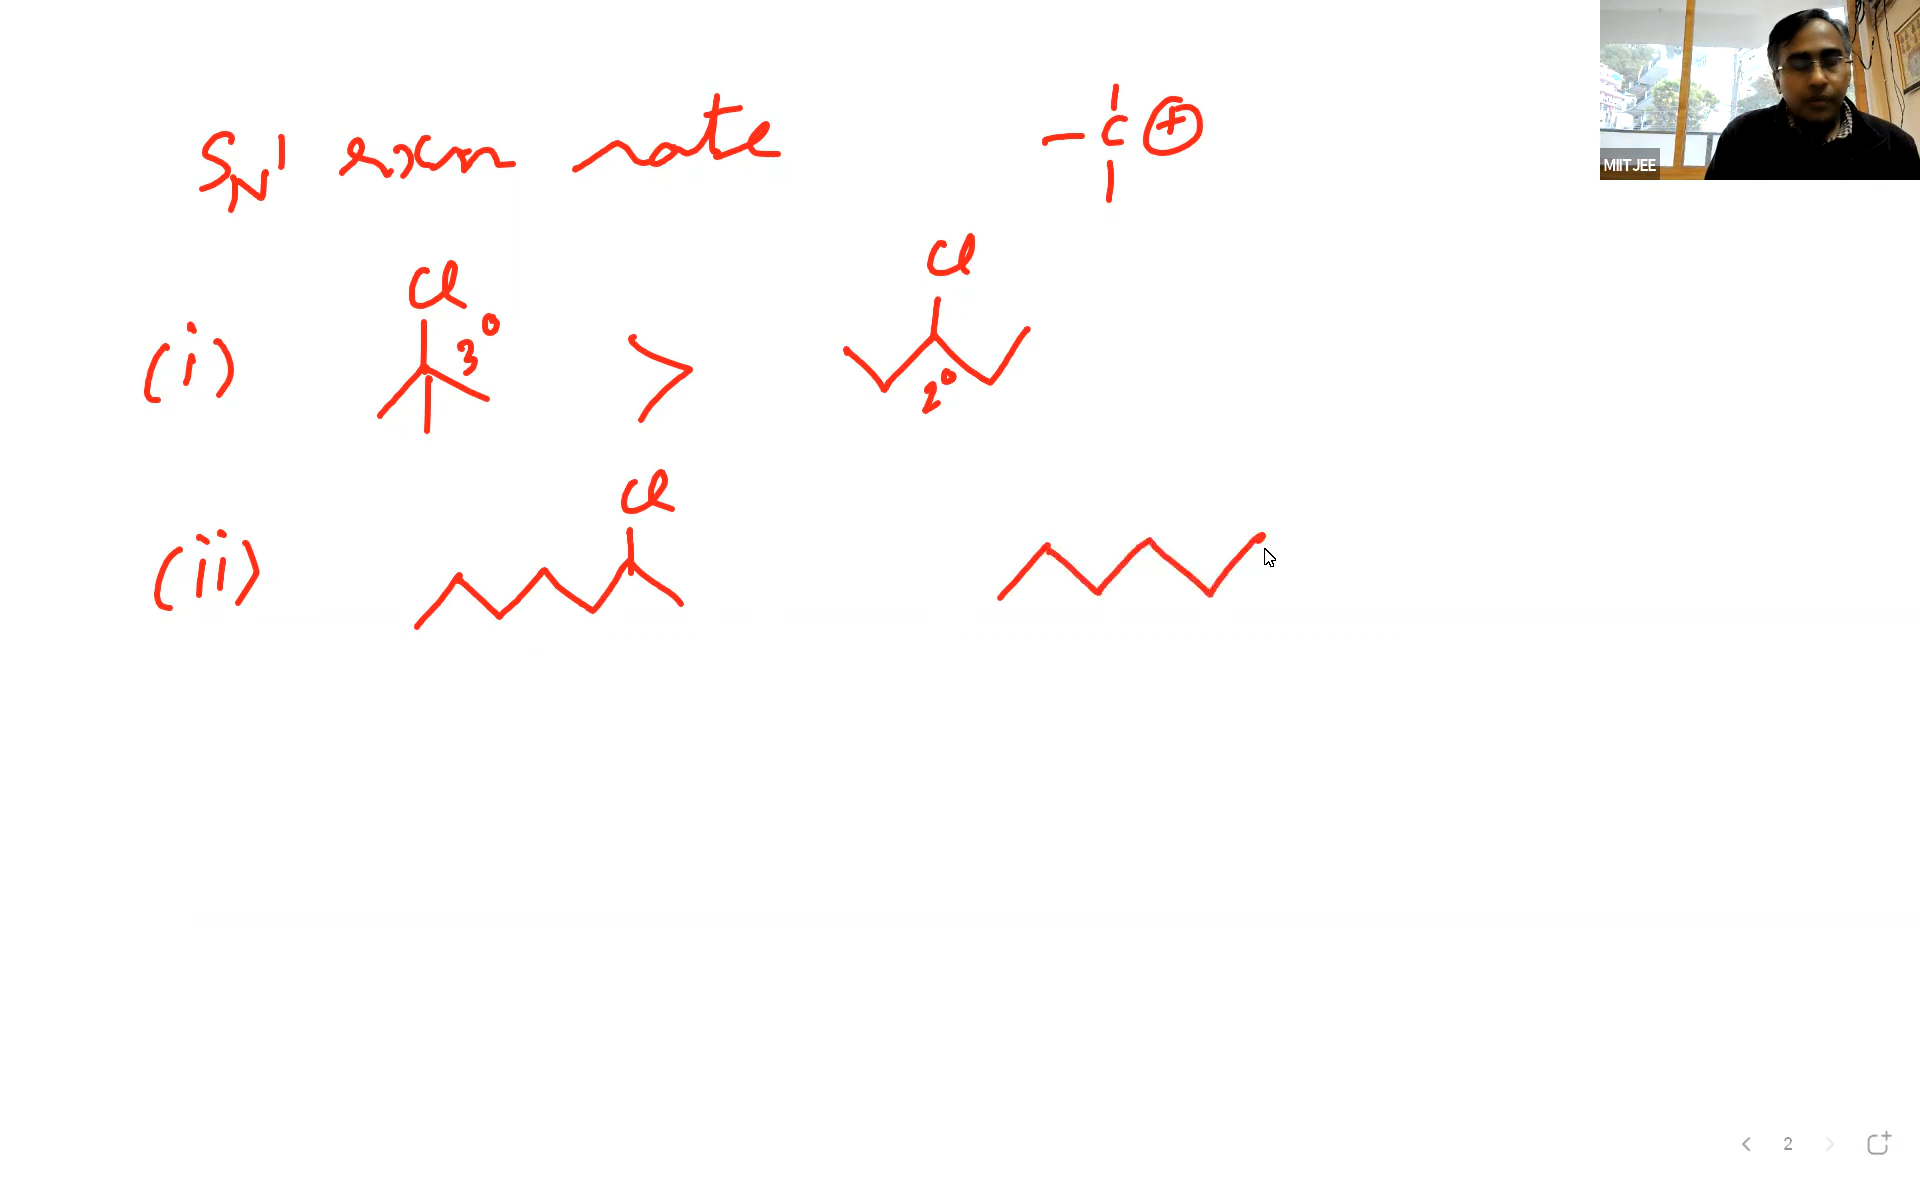 SN1 rxn rate
C +
MIIT JEE
Cl
Cl
(i) 3° > 2°
Cl
(ii)
2